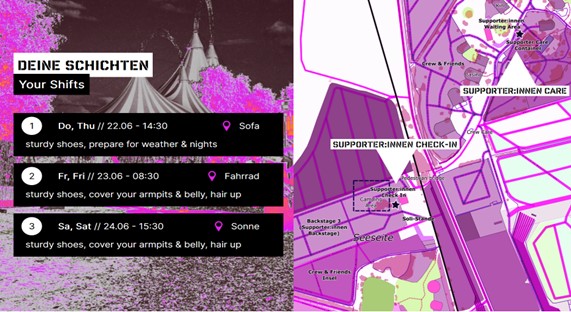 DEINE SCHICHTEN
Your Shifts
1 Do, Thu // 22.06 - 14:30 Sofa
sturdy shoes, prepare for weather & nights
2 Fr, Fri // 23.06 - 08:30 Fahrrad
sturdy shoes, cover your armpits & belly, hair up
3 Sa, Sat // 24.06 - 15:30 Sonne
sturdy shoes, cover your armpits & belly, hair up
Supporter:innen
Waiting Area
Supporter Care
Container
Crew & Friends
SUPPORTER:INNEN CARE
Crew Care
SUPPORTER:INNEN CHECK-IN
Supporter:innen
Check-In
Soli-Stand
Backstage 3
(Supporter:innen
Backstage)
Seeseite
Crew & Friends
Insel